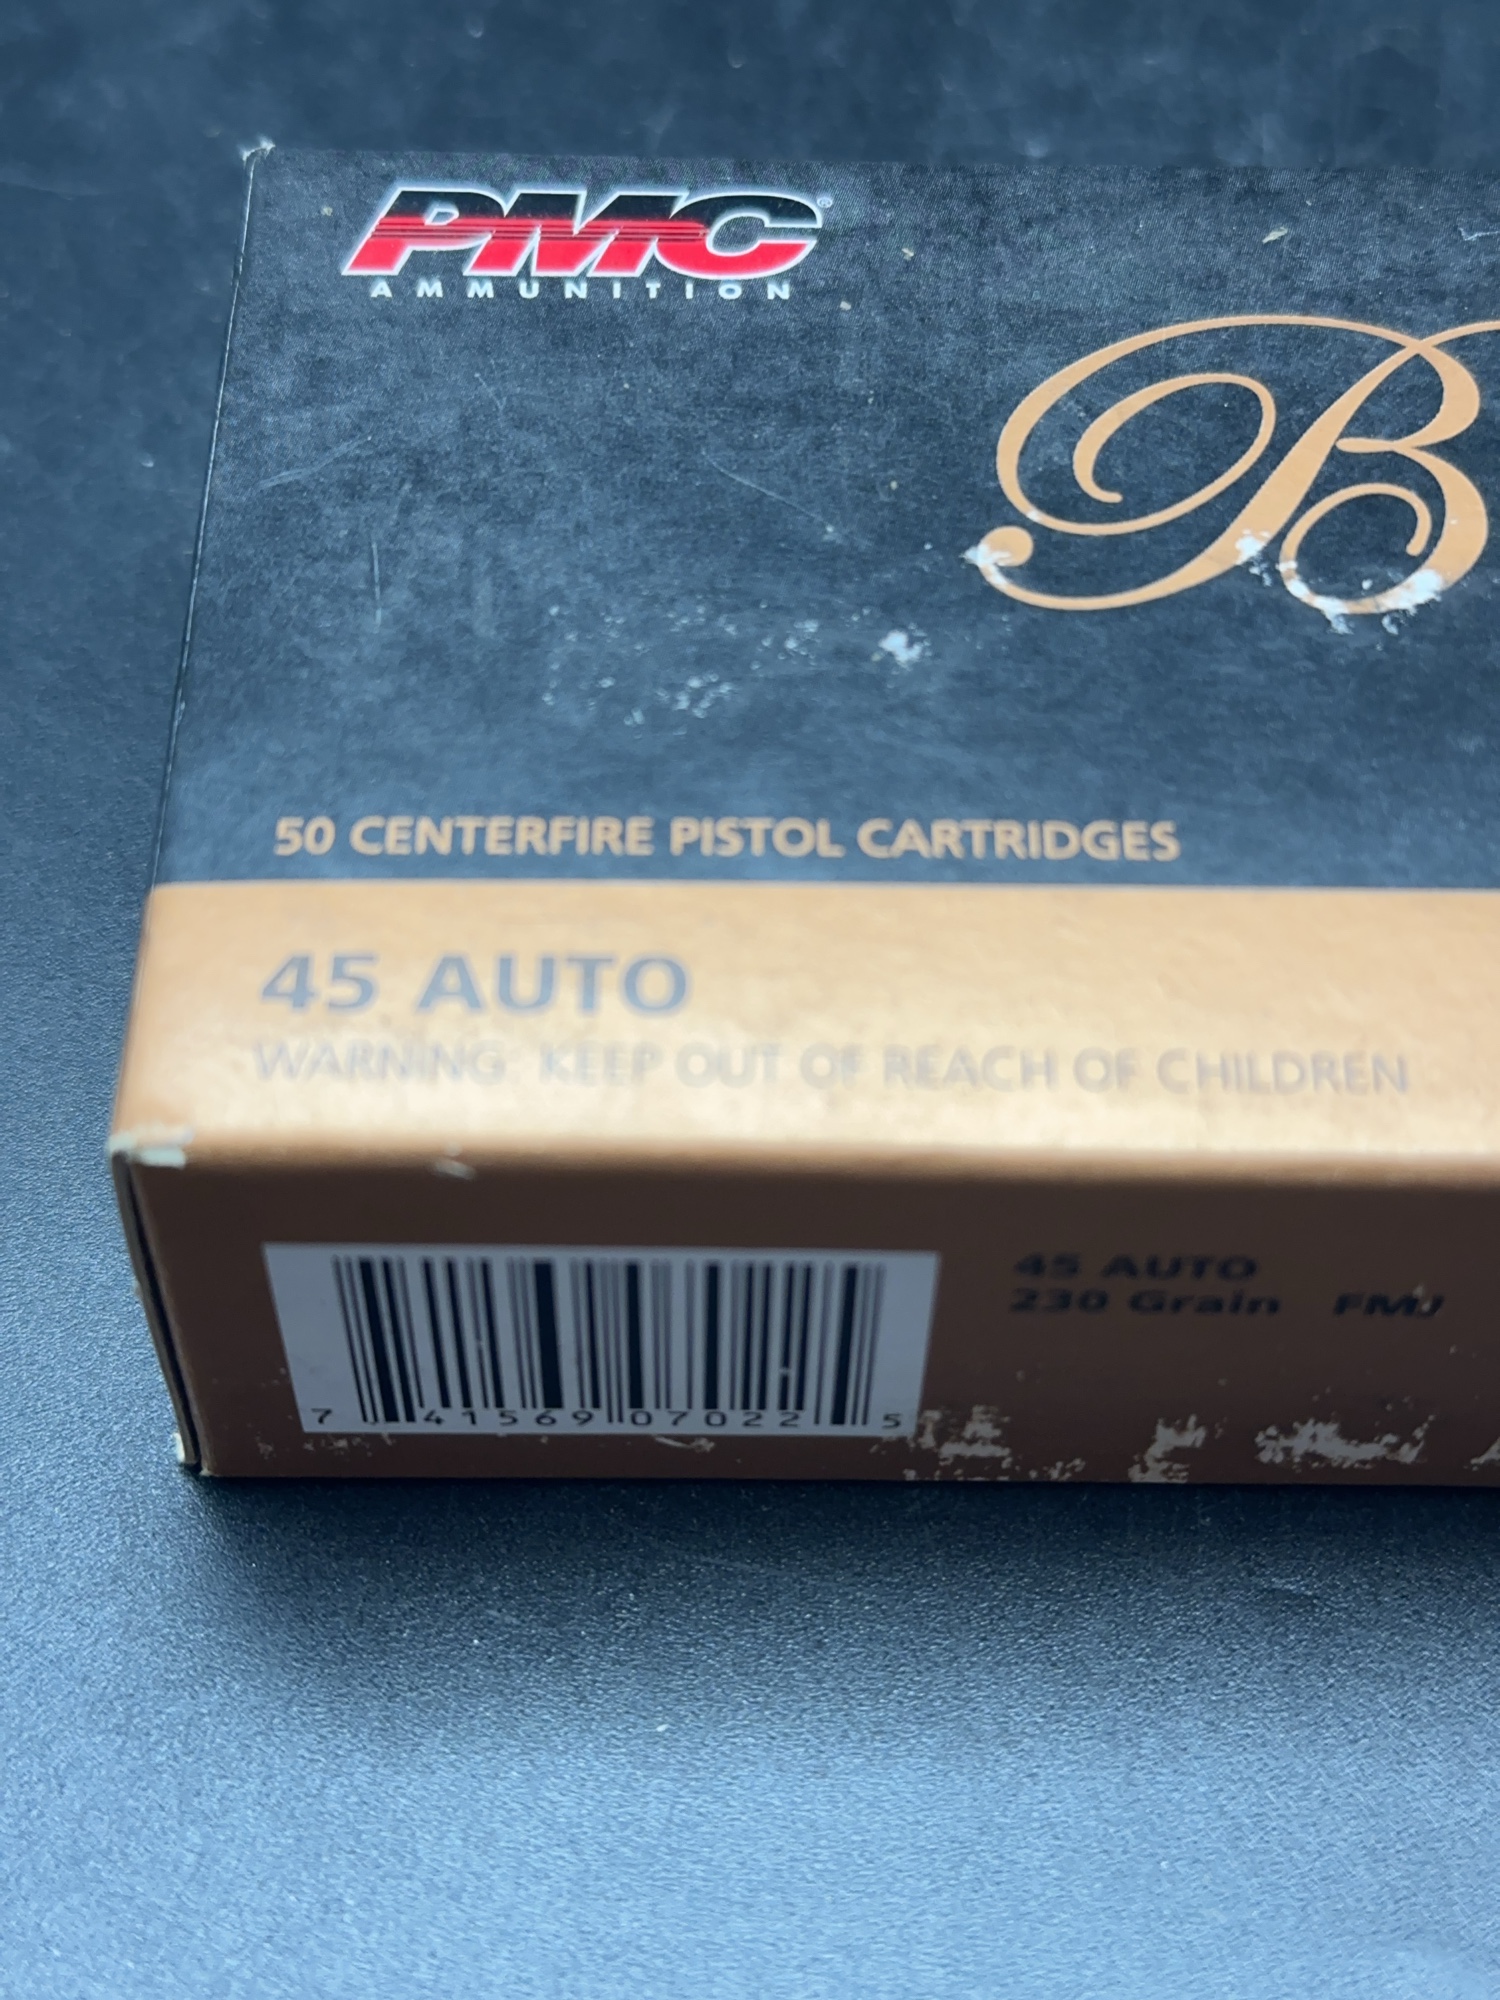 PMC®
AMMUNITION
B
50 CENTERFIRE PISTOL CARTRIDGES
45 AUTO
WARNING: KEEP OUT OF REACH OF CHILDREN
45 AUTO
230 Grain FMJ
7 41569 07022 5